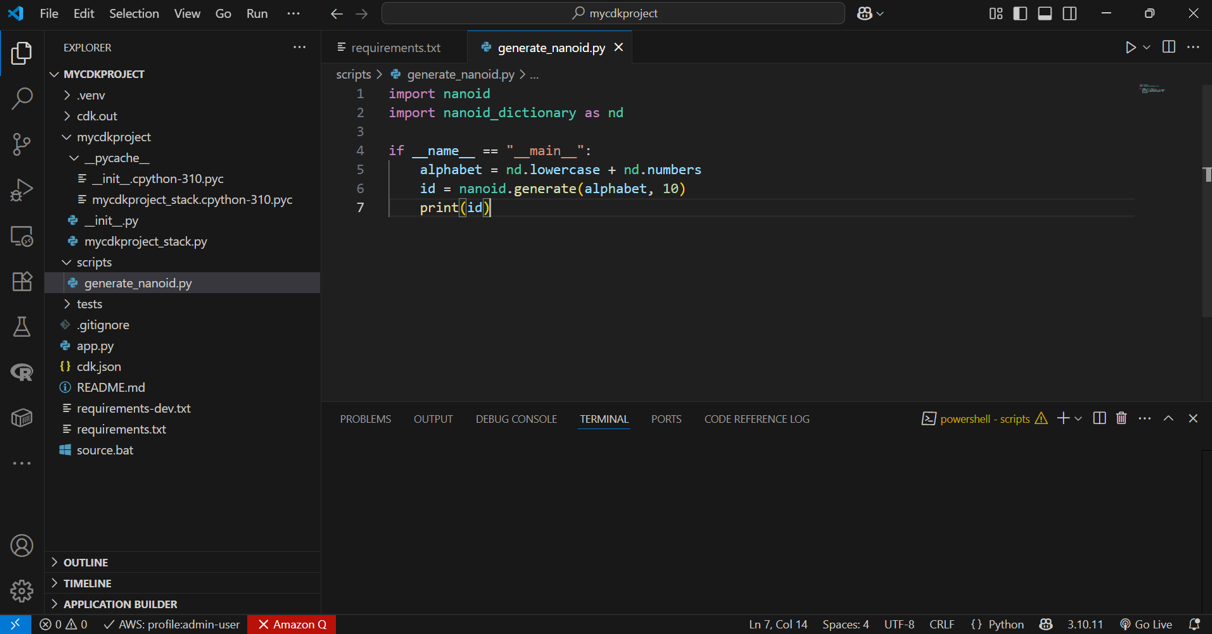 File Edit Selection View Go Run ··· mycdkproject
EXPLORER ···
MYCDKPROJECT
.venv
cdk.out
mycdkproject
__pycache__
__init__.cpython-310.pyc
mycdkproject_stack.cpython-310.pyc
__init__.py
mycdkproject_stack.py
scripts
generate_nanoid.py
tests
.gitignore
app.py
cdk.json
README.md
requirements-dev.txt
requirements.txt
source.bat
OUTLINE
TIMELINE
APPLICATION BUILDER
requirements.txt generate_nanoid.py
scripts > generate_nanoid.py > ...
1 import nanoid
2 import nanoid_dictionary as nd
3
4 if __name__ == "__main__":
5 alphabet = nd.lowercase + nd.numbers
6 id = nanoid.generate(alphabet, 10)
7 print(id)
PROBLEMS OUTPUT DEBUG CONSOLE TERMINAL PORTS CODE REFERENCE LOG powershell - scripts
0 0 AWS: profile:admin-user Amazon Q Ln 7, Col 14 Spaces: 4 UTF-8 CRLF {} Python 3.10.11 Go Live